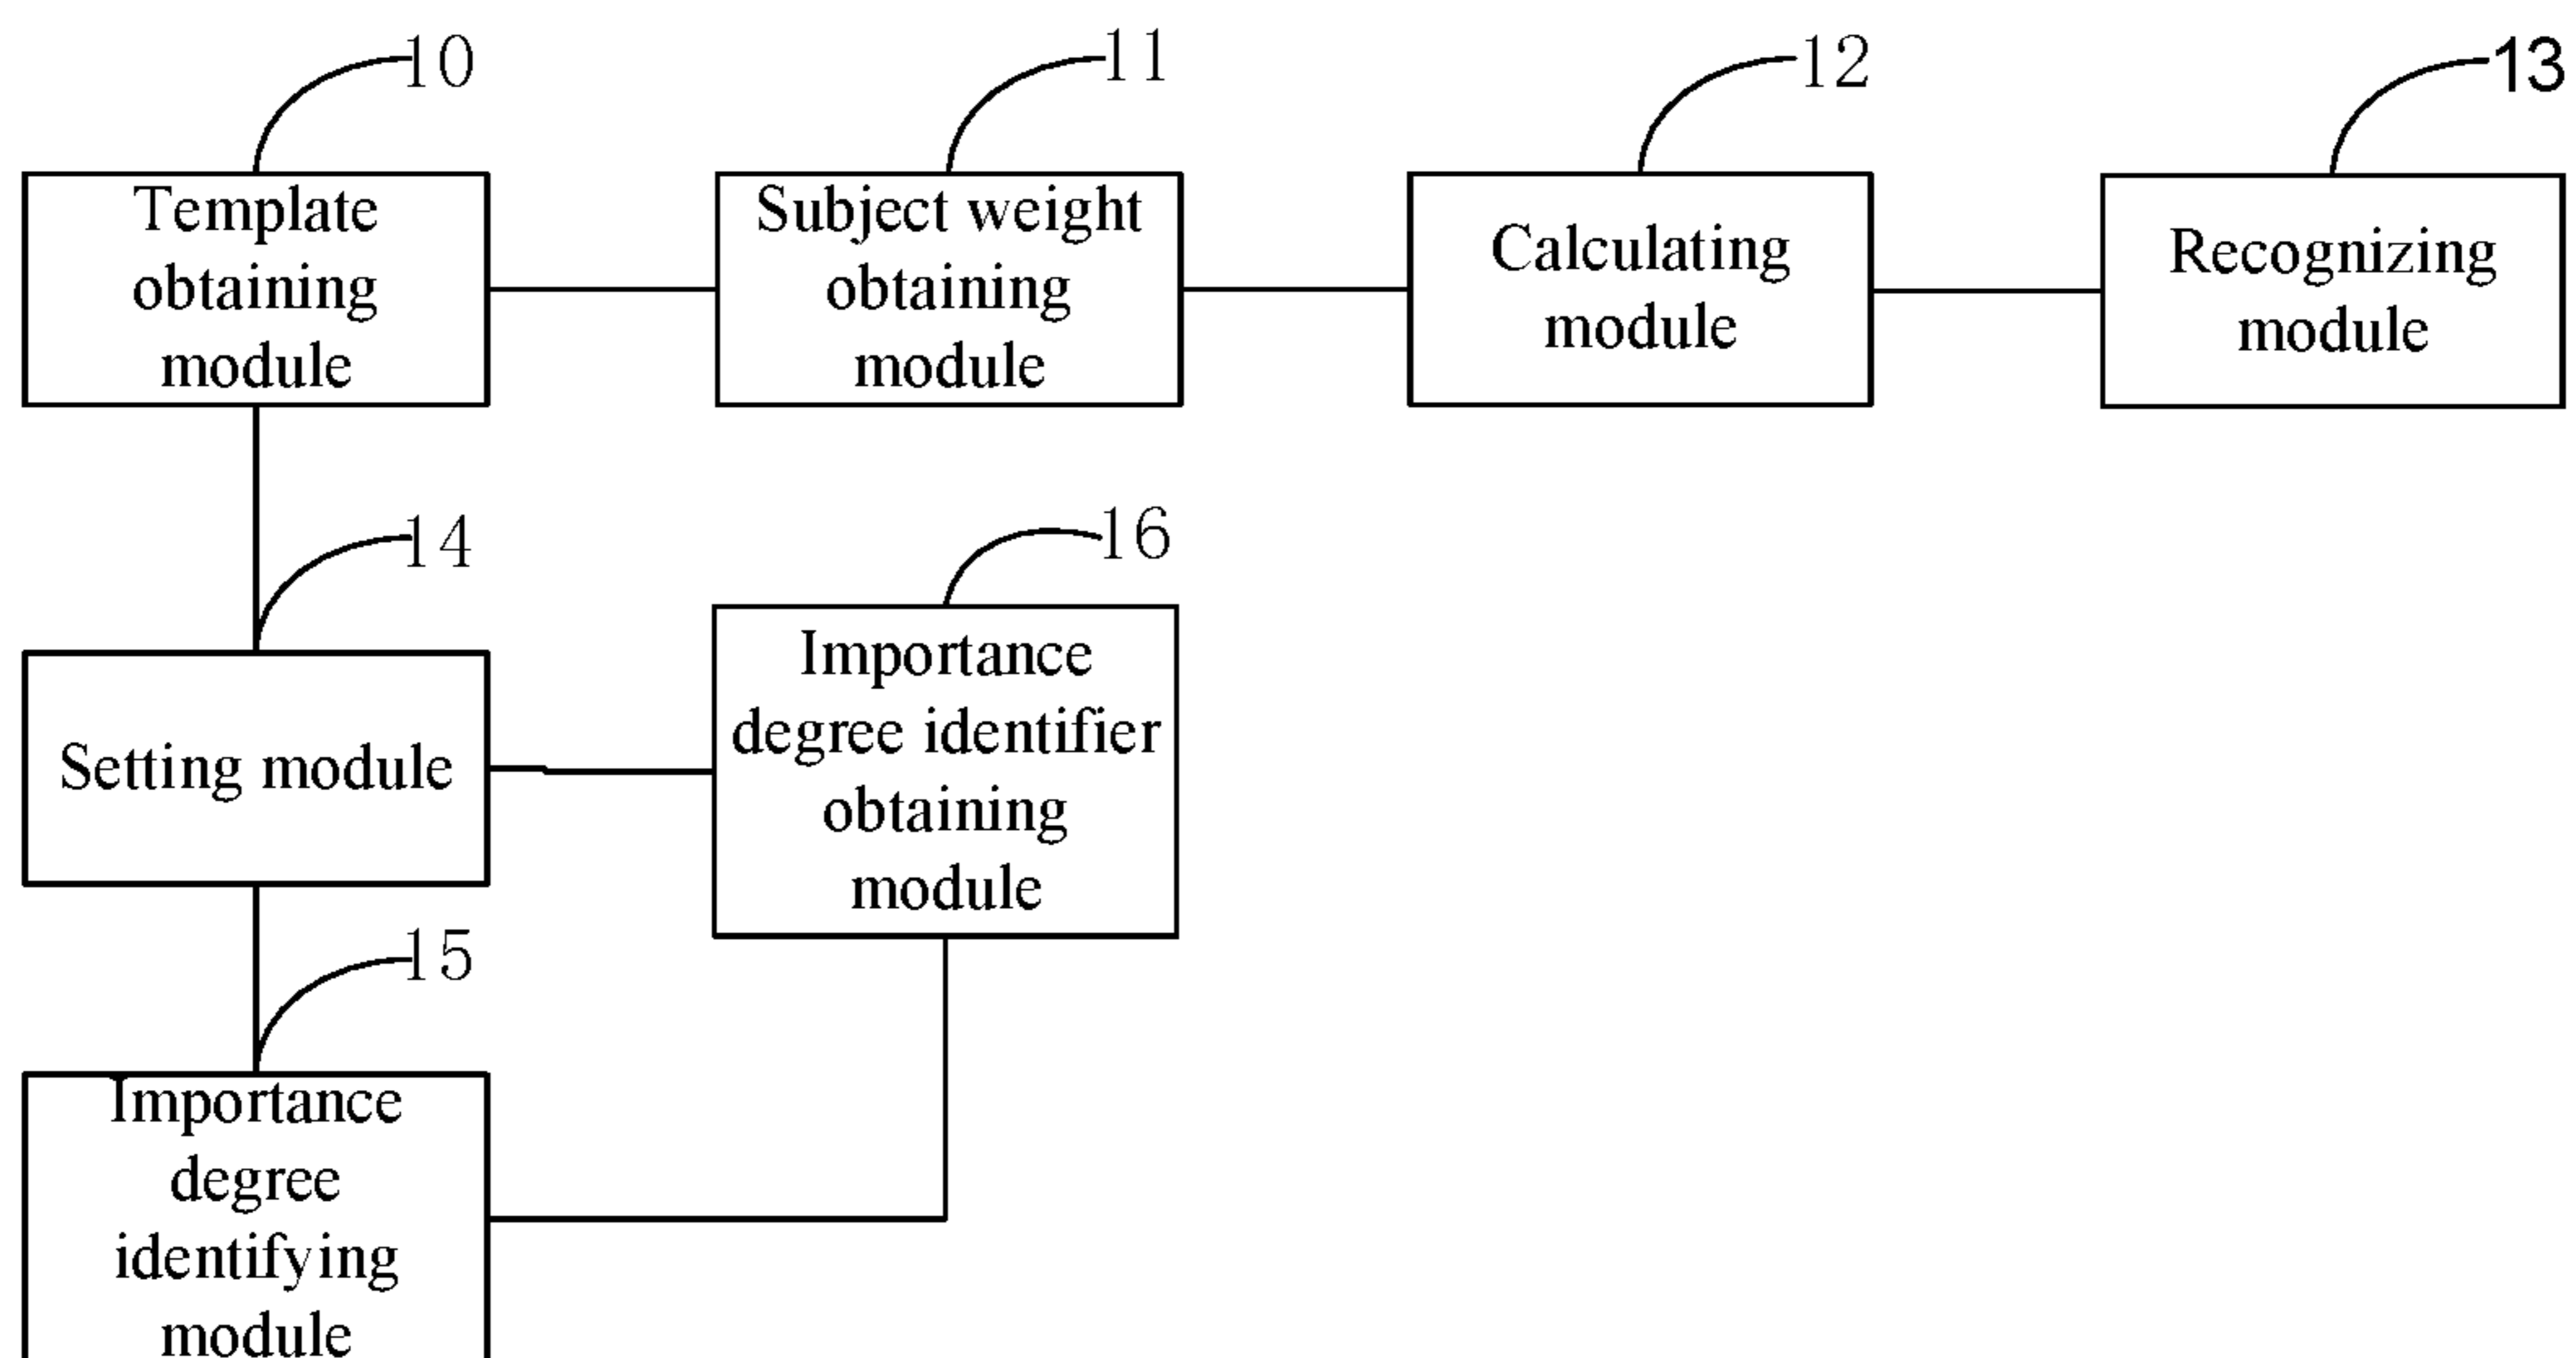 10
11
12
13
Template
obtaining
module
Subject weight
obtaining
module
Calculating
module
Recognizing
module
14
16
Setting module
Importance
degree identifier
obtaining
module
15
Importance
degree
identifying
module